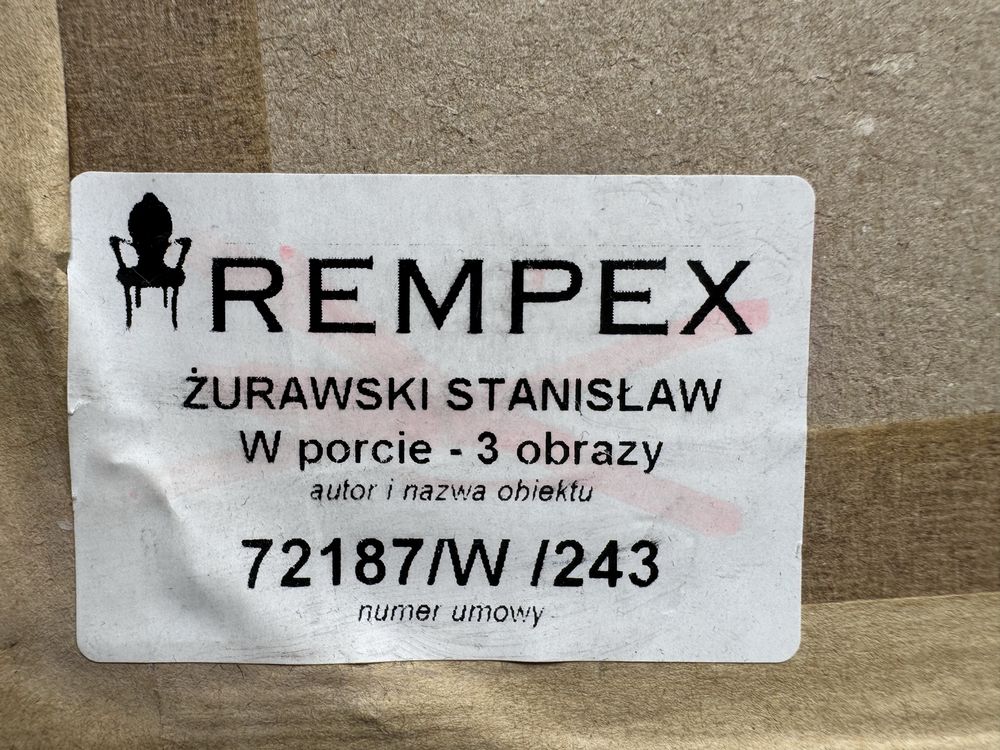 REMPEX
ŻURAWSKI STANISŁAW
W porcie - 3 obrazy
autor i nazwa obiektu
72187/W /243
numer umowy